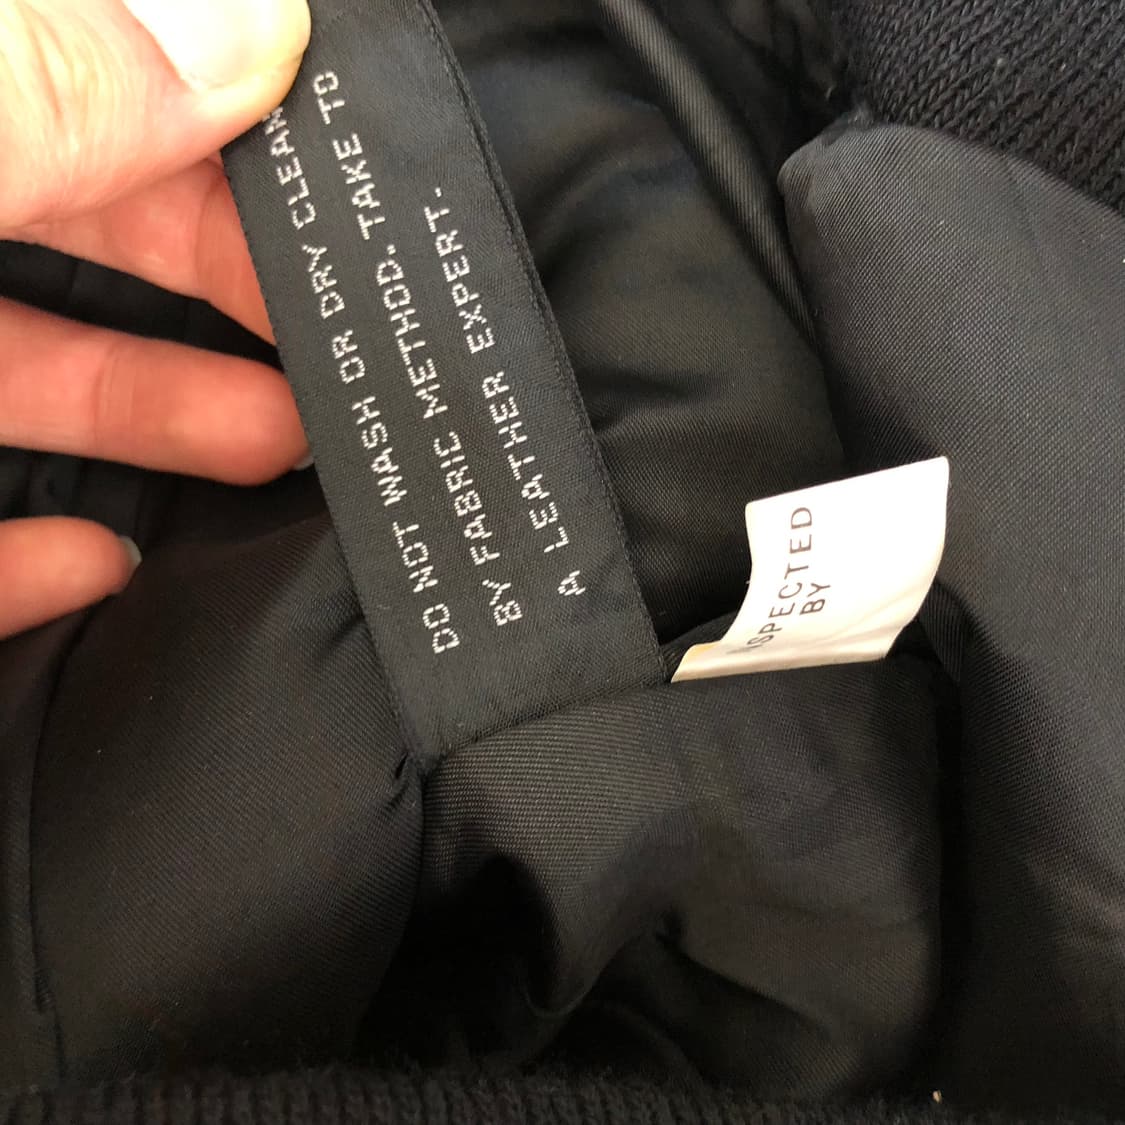 DO NOT WASH OR DRY CLEAN
BY FABRIC METHOD. TAKE TO
A LEATHER EXPERT.
SPECTED
BY